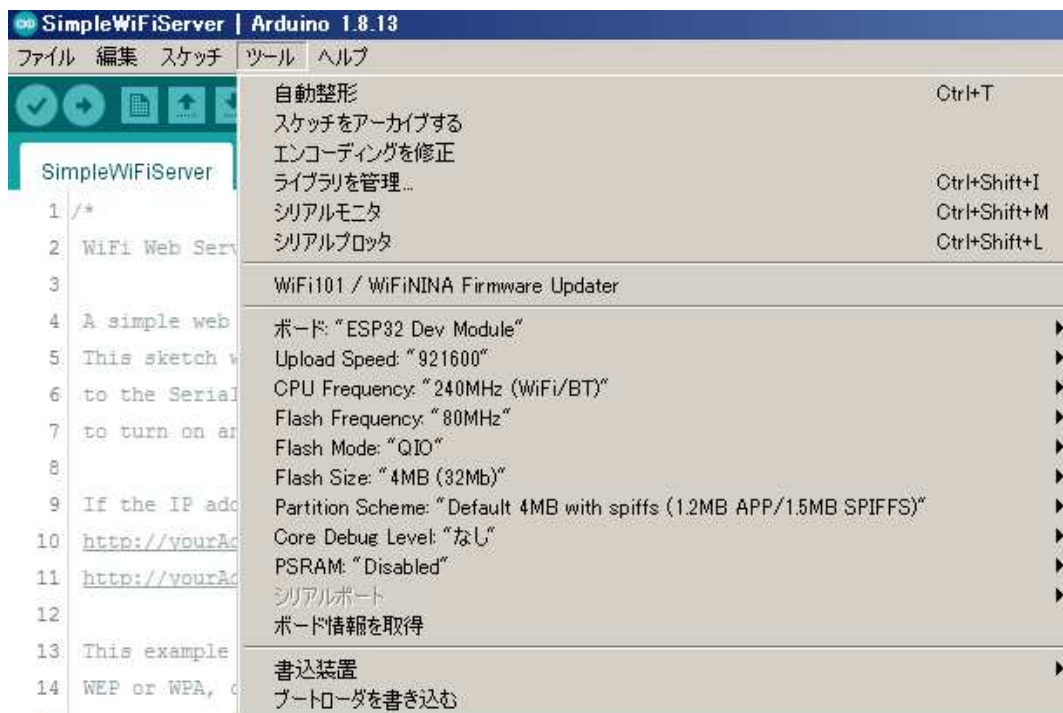 SimpleWiFiServer | Arduino 1.8.13
ファイル 編集 スケッチ ツール ヘルプ
自動整形 Ctrl+T
スケッチをアーカイブする
エンコーディングを修正
ライブラリを管理... Ctrl+Shift+I
シリアルモニタ Ctrl+Shift+M
シリアルプロッタ Ctrl+Shift+L
WiFi101 / WiFiNINA Firmware Updater
ボード: "ESP32 Dev Module"
Upload Speed: "921600"
CPU Frequency: "240MHz (WiFi/BT)"
Flash Frequency: "80MHz"
Flash Mode: "QIO"
Flash Size: "4MB (32Mb)"
Partition Scheme: "Default 4MB with spiffs (1.2MB APP/1.5MB SPIFFS)"
Core Debug Level: "なし"
PSRAM: "Disabled"
シリアルポート
ボード情報を取得
書込装置
ブートローダを書き込む
SimpleWiFiServer
1 /*
2 WiFi Web Serv
3
4 A simple web
5 This sketch w
6 to the Serial
7 to turn on an
8
9 If the IP add
10 http://yourAd
11 http://yourAd
12
13 This example
14 WEP or WPA,